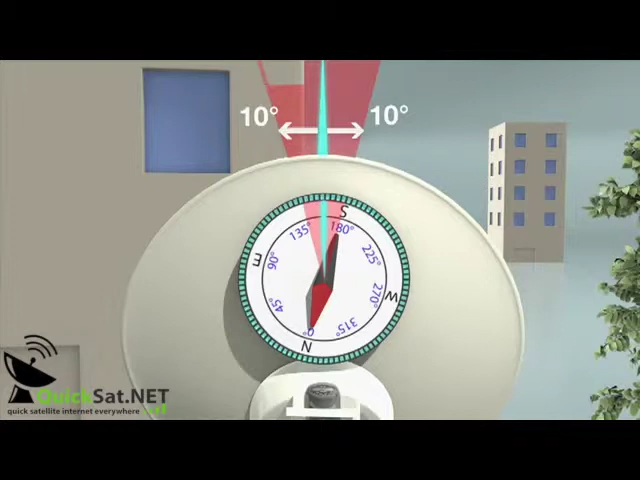 10° 10°
S
135° 180°
225°
E 90°
270° W
45°
315°
0°
N
QuickSat.NET
quick satellite internet everywhere